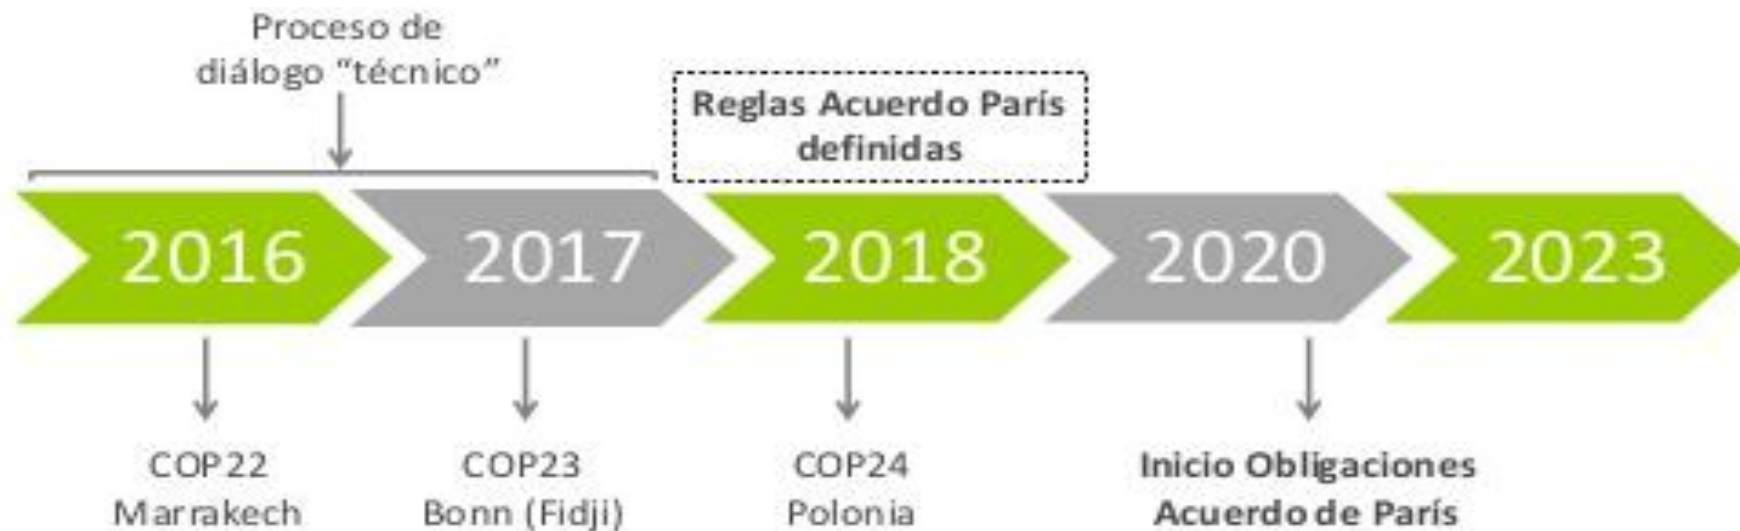 Proceso de
diálogo “técnico”
Reglas Acuerdo París
definidas
2016
2017
2018
2020
2023
COP22
Marrakech
COP23
Bonn (Fidji)
COP24
Polonia
Inicio Obligaciones
Acuerdo de París